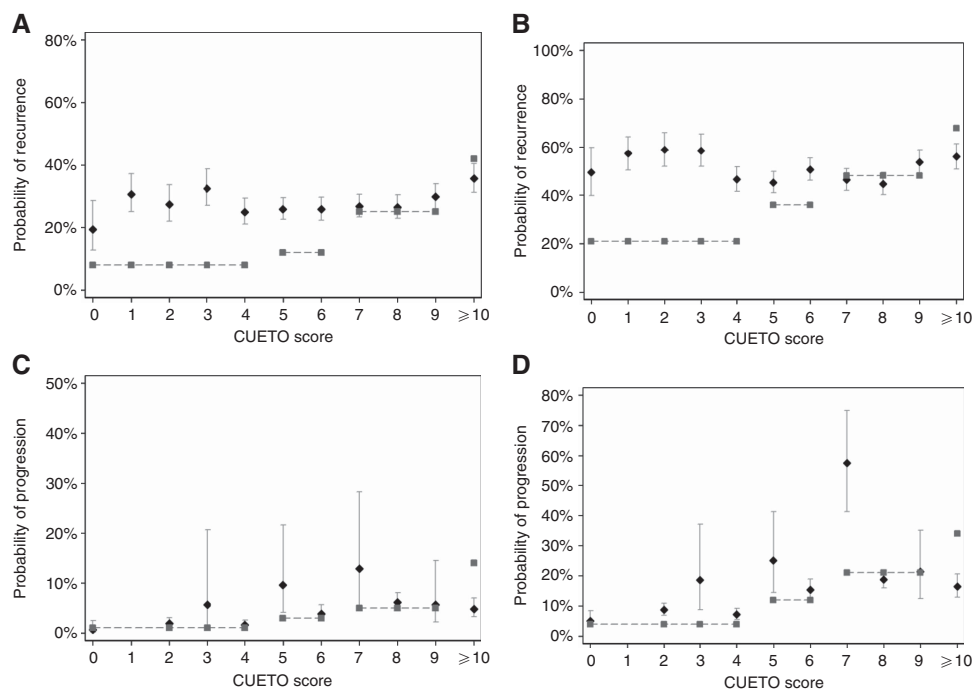 A
Probability of recurrence
80%
60%
40%
20%
0%
0 1 2 3 4 5 6 7 8 9 ⩾10
CUETO score
B
Probability of recurrence
100%
80%
60%
40%
20%
0%
0 1 2 3 4 5 6 7 8 9 ⩾10
CUETO score
C
Probability of progression
50%
40%
30%
20%
10%
0%
0 1 2 3 4 5 6 7 8 9 ⩾10
CUETO score
D
Probability of progression
80%
70%
60%
50%
40%
30%
20%
10%
0%
0 1 2 3 4 5 6 7 8 9 ⩾10
CUETO score